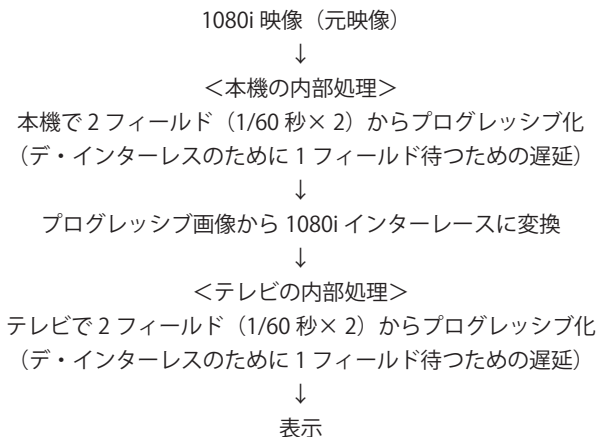 1080i 映像（元映像）
↓
＜本機の内部処理＞
本機で 2 フィールド（1/60 秒× 2）からプログレッシブ化
（デ・インターレスのために 1 フィールド待つための遅延）
↓
プログレッシブ画像から 1080i インターレースに変換
↓
＜テレビの内部処理＞
テレビで 2 フィールド（1/60 秒× 2）からプログレッシブ化
（デ・インターレスのために 1 フィールド待つための遅延）
↓
表示